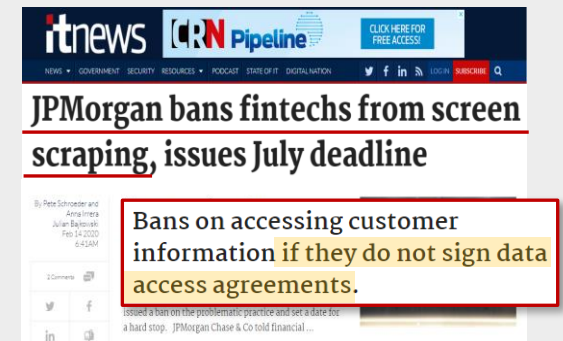 itnews
CRN Pipeline
CLICK HERE FOR
FREE ACCESS!
NEWS GOVERNMENT SECURITY RESOURCES PODCAST STATE OF IT DIGITAL NATION LOGIN SUBSCRIBE
JPMorgan bans fintechs from screen
scraping, issues July deadline
By Pete Schroeder and
Anna Irrera
Julian Bajkowski
Feb 14 2020
6:41AM
2 Comments
Bans on accessing customer
information if they do not sign data
access agreements.
issued a ban on the problematic practice and set a date for
a hard stop. JPMorgan Chase & Co told financial ...